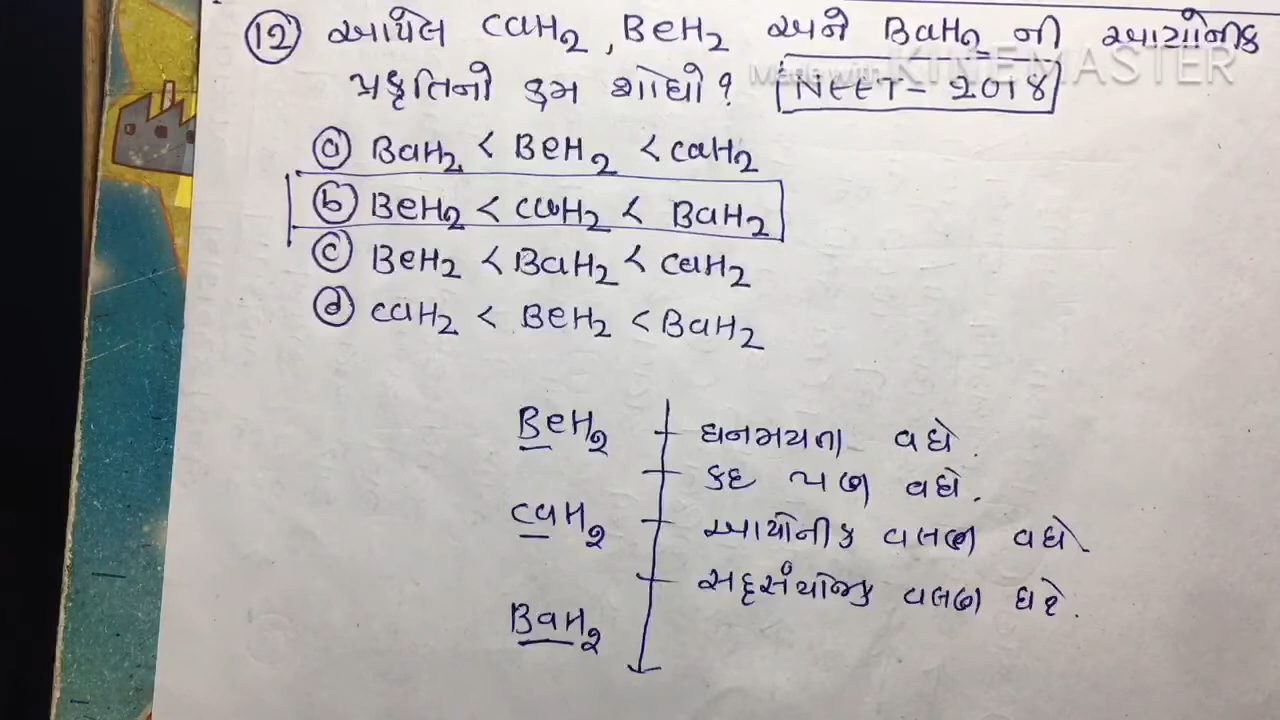 (12) આપેલ CaH2, BeH2 અને BaH2 ની આયોનીક
પ્રકૃતિનો ક્રમ શોધો ? NEET-2018
Made with KINEMASTER
(a) BaH2 < BeH2 < CaH2
(b) BeH2 < CaH2 < BaH2
(c) BeH2 < BaH2 < CaH2
(d) CaH2 < BeH2 < BaH2
BeH2 ધનમયતા વધે.
કદ પણ વધે.
CaH2 આયોનીક વલણ વધે.
સહસંયોજક વલણ ઘટે.
BaH2